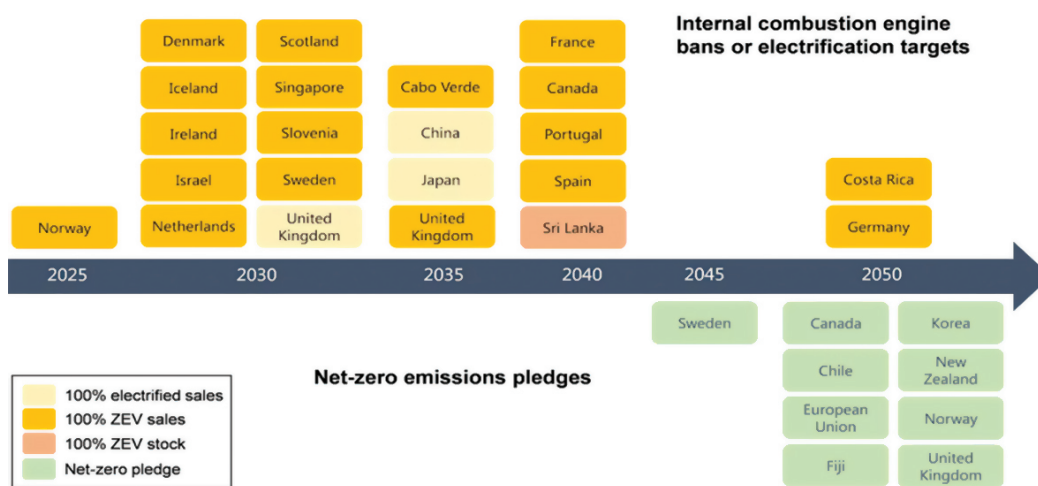 Internal combustion engine
bans or electrification targets
Denmark
Scotland
France
Iceland
Singapore
Cabo Verde
Canada
Ireland
Slovenia
China
Portugal
Israel
Sweden
Japan
Spain
Costa Rica
Norway
Netherlands
United
Kingdom
United
Kingdom
Sri Lanka
Germany
2025
2030
2035
2040
2045
2050
Sweden
Canada
Korea
Net-zero emissions pledges
Chile
New
Zealand
European
Union
Norway
Fiji
United
Kingdom
100% electrified sales
100% ZEV sales
100% ZEV stock
Net-zero pledge